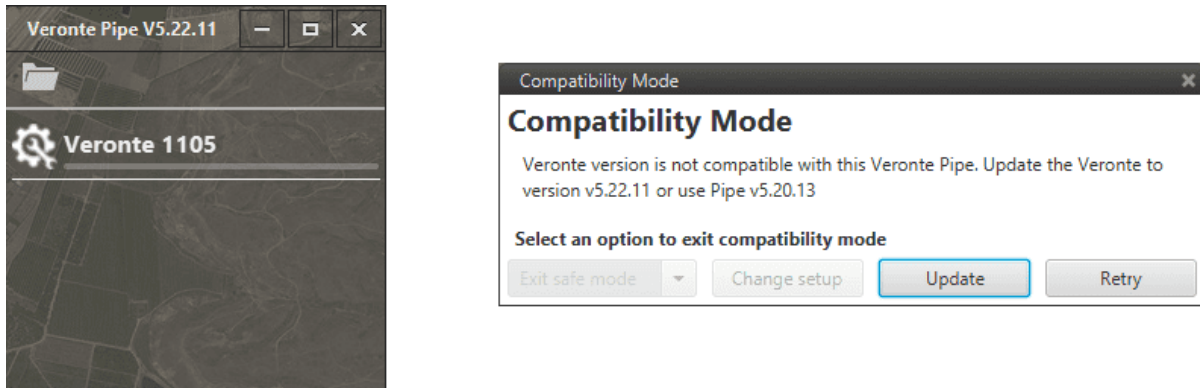 Veronte Pipe V5.22.11
Veronte 1105
Compatibility Mode
Compatibility Mode
Veronte version is not compatible with this Veronte Pipe. Update the Veronte to
version v5.22.11 or use Pipe v5.20.13
Select an option to exit compatibility mode
Exit safe mode Change setup Update Retry